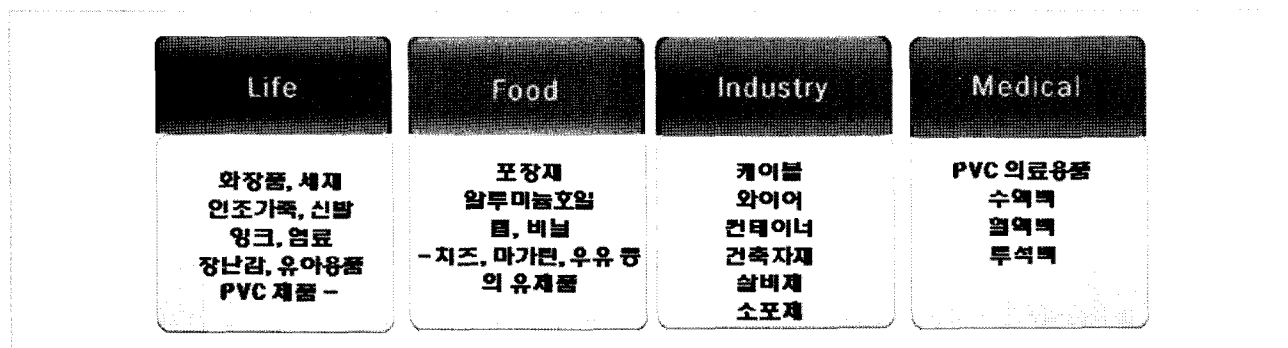 Life
화장품, 세재
인조가죽, 신발
잉크, 염료
장난감, 유아용품
PVC 제품 –
Food
포장재
알루미늄호일
컵, 비닐
– 치즈, 마가린, 우유 등
의 유제품
Industry
케이블
와이어
컨테이너
건축자재
살비제
소포제
Medical
PVC 의료용품
수액백
혈액백
투석백